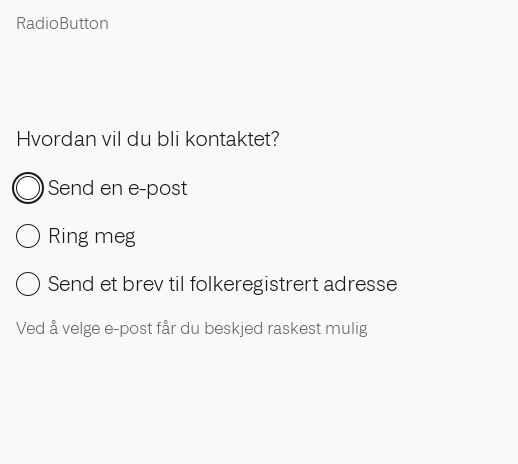 RadioButton
Hvordan vil du bli kontaktet?
Send en e-post
Ring meg
Send et brev til folkeregistrert adresse
Ved å velge e-post får du beskjed raskest mulig